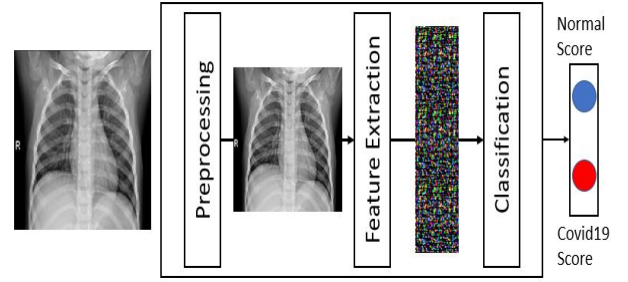 R
Preprocessing
R
Feature Extraction
Classification
Normal
Score
Covid19
Score